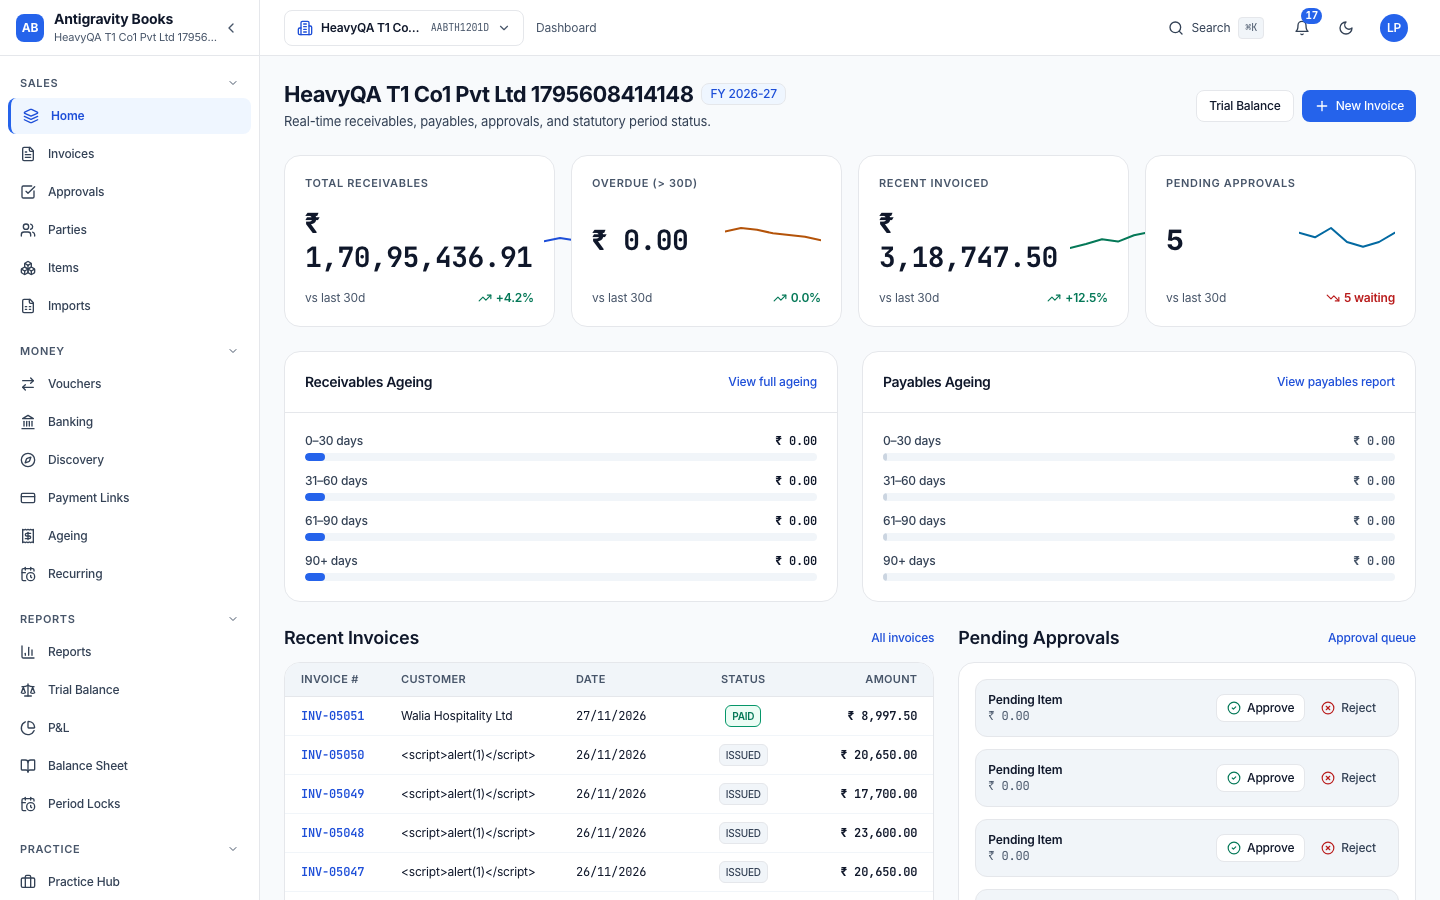 AB
Antigravity Books
HeavyQA T1 Co1 Pvt Ltd 17956...
HeavyQA T1 Co... AABTH1201D
Dashboard
Search ⌘K
17
LP
SALES
Home
Invoices
Approvals
Parties
Items
Imports
MONEY
Vouchers
Banking
Discovery
Payment Links
Ageing
Recurring
REPORTS
Reports
Trial Balance
P&L
Balance Sheet
Period Locks
PRACTICE
Practice Hub
HeavyQA T1 Co1 Pvt Ltd 1795608414148 FY 2026-27
Real-time receivables, payables, approvals, and statutory period status.
Trial Balance
New Invoice
TOTAL RECEIVABLES
₹
1,70,95,436.91
vs last 30d +4.2%
OVERDUE (> 30D)
₹ 0.00
vs last 30d 0.0%
RECENT INVOICED
₹
3,18,747.50
vs last 30d +12.5%
PENDING APPROVALS
5
vs last 30d 5 waiting
Receivables Ageing View full ageing
0–30 days ₹ 0.00
31–60 days ₹ 0.00
61–90 days ₹ 0.00
90+ days ₹ 0.00
Payables Ageing View payables report
0–30 days ₹ 0.00
31–60 days ₹ 0.00
61–90 days ₹ 0.00
90+ days ₹ 0.00
Recent Invoices All invoices
INVOICE # CUSTOMER DATE STATUS AMOUNT
INV-05051 Walia Hospitality Ltd 27/11/2026 PAID ₹ 8,997.50
INV-05050 <script>alert(1)</script> 26/11/2026 ISSUED ₹ 20,650.00
INV-05049 <script>alert(1)</script> 26/11/2026 ISSUED ₹ 17,700.00
INV-05048 <script>alert(1)</script> 26/11/2026 ISSUED ₹ 23,600.00
INV-05047 <script>alert(1)</script> 26/11/2026 ISSUED ₹ 20,650.00
Pending Approvals Approval queue
Pending Item
₹ 0.00
Approve Reject
Pending Item
₹ 0.00
Approve Reject
Pending Item
₹ 0.00
Approve Reject